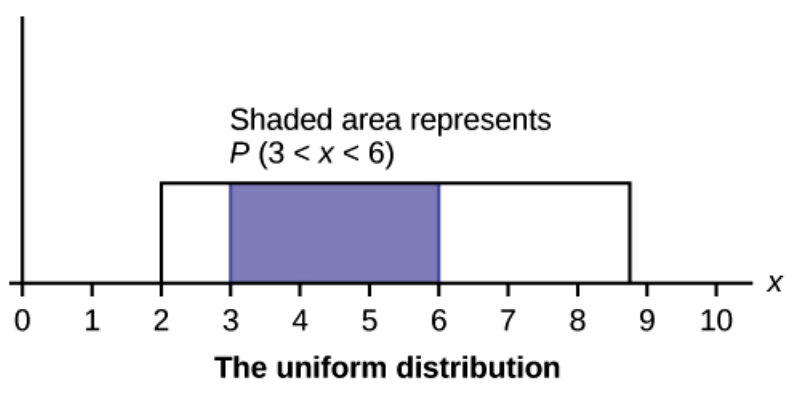 Shaded area represents
P (3 < x < 6)
x
0 1 2 3 4 5 6 7 8 9 10
The uniform distribution